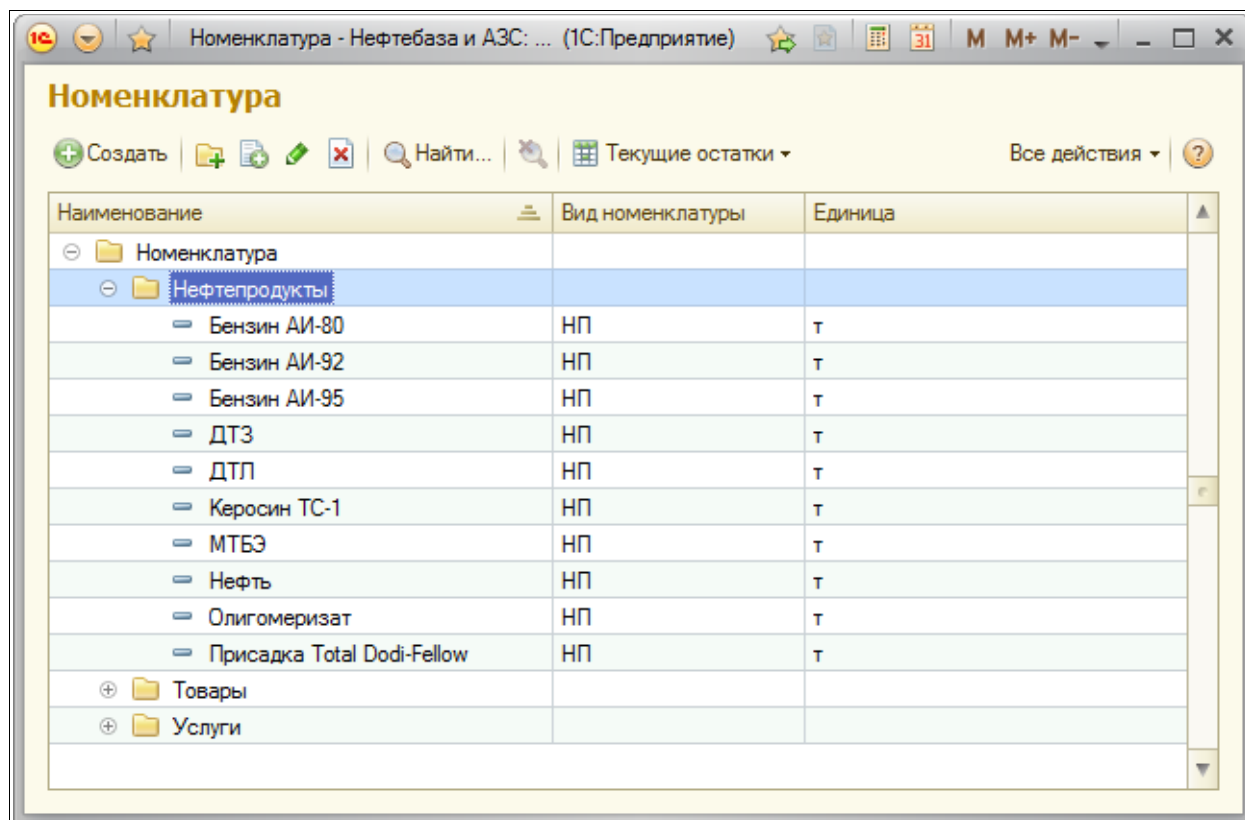 1С Номенклатура - Нефтебаза и АЗС: ... (1С:Предприятие) 31 M M+ M-
Номенклатура
Создать Найти... Текущие остатки Все действия ?
Наименование Вид номенклатуры Единица
Номенклатура
Нефтепродукты
Бензин АИ-80 НП т
Бензин АИ-92 НП т
Бензин АИ-95 НП т
ДТЗ НП т
ДТЛ НП т
Керосин ТС-1 НП т
МТБЭ НП т
Нефть НП т
Олигомеризат НП т
Присадка Total Dodi-Fellow НП т
Товары
Услуги